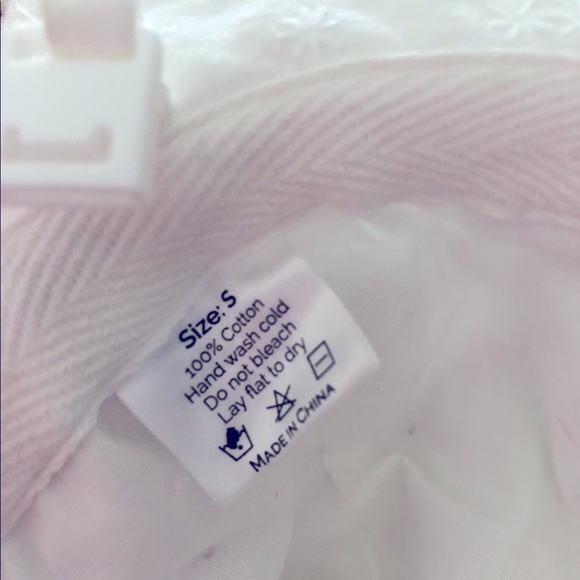 Size: S
100% Cotton
Hand wash cold
Do not bleach
Lay flat to dry
MADE IN CHINA